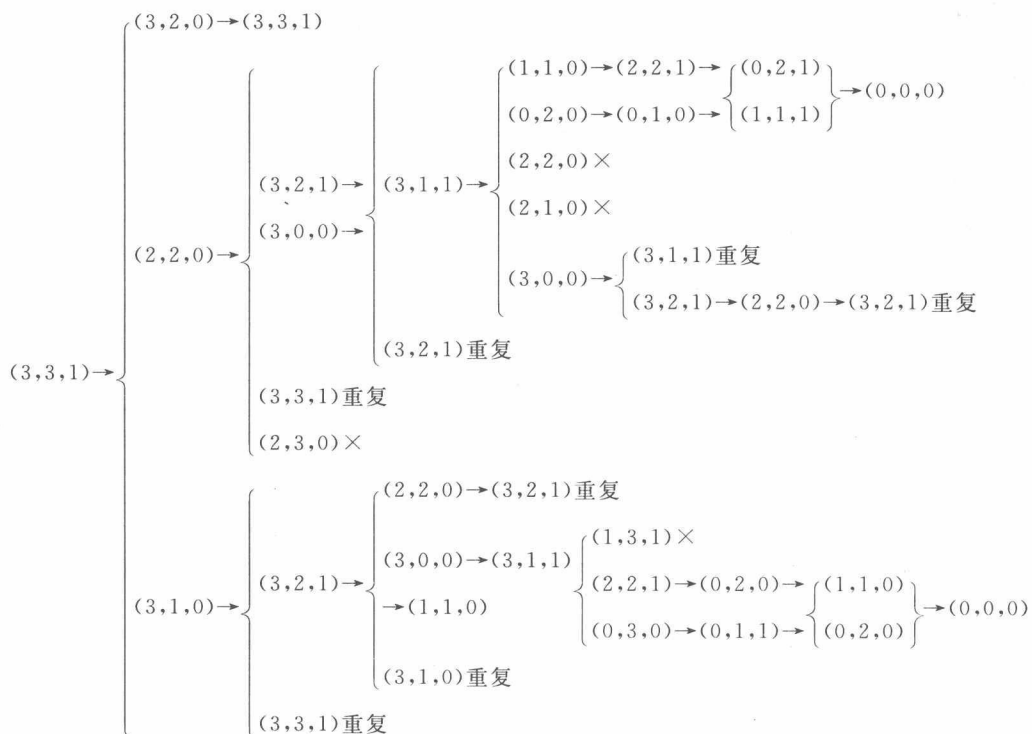 (3,2,0)→(3,3,1)
(1,1,0)→(2,2,1)→ (0,2,1)
→(0,0,0)
(0,2,0)→(0,1,0)→ (1,1,1)
(2,2,0)×
(3,2,1)→ (3,1,1)→
(2,1,0)×
(3,0,0)→
(2,2,0)→
(3,1,1)重复
(3,0,0)→
(3,2,1)→(2,2,0)→(3,2,1)重复
(3,2,1)重复
(3,3,1)→
(3,3,1)重复
(2,3,0)×
(2,2,0)→(3,2,1)重复
(1,3,1)×
(3,0,0)→(3,1,1)
(3,2,1)→ (2,2,1)→(0,2,0)→ (1,1,0)
(3,1,0)→ →(1,1,0) →(0,0,0)
(0,3,0)→(0,1,1)→ (0,2,0)
(3,1,0)重复
(3,3,1)重复